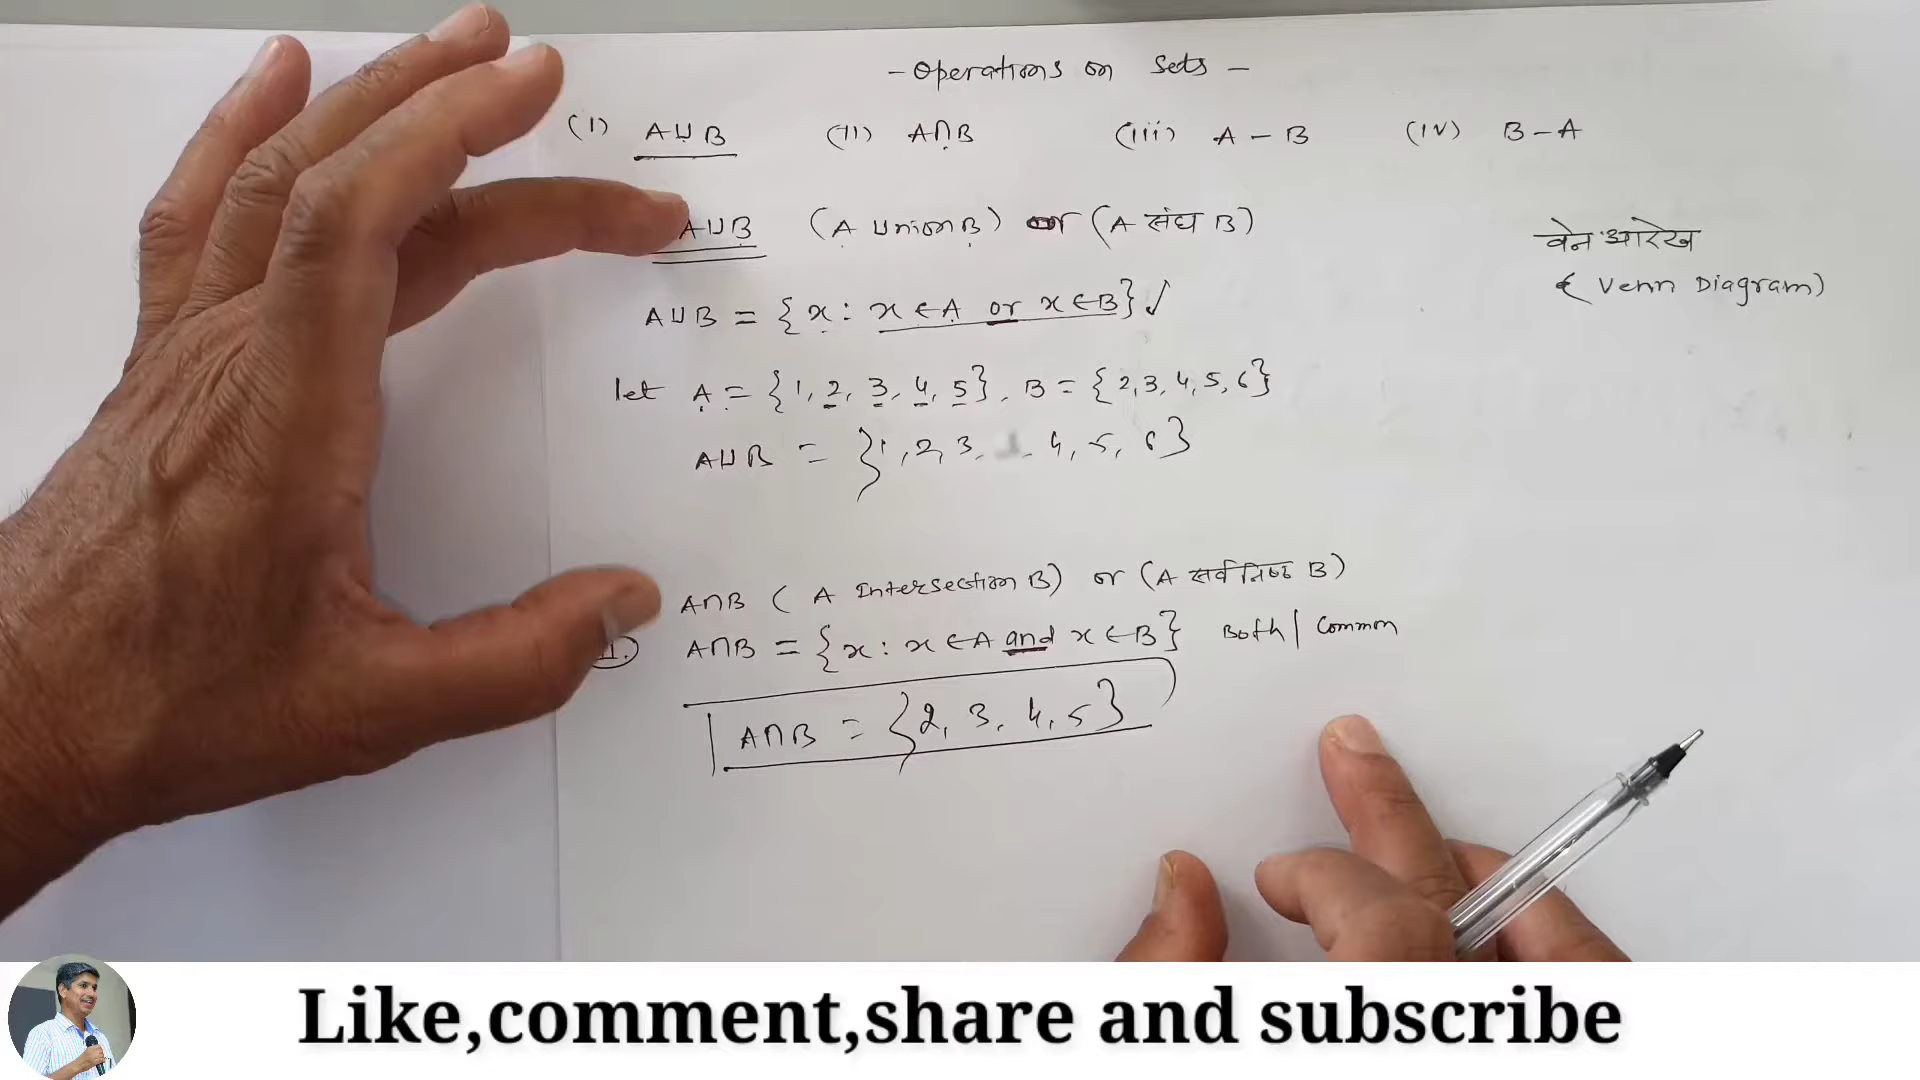 - Operations on Sets -
(I) A∪B (II) A∩B (iii) A - B (IV) B - A
A∪B (A Union B) or (A संघ B)
वेन आरेख
(Venn Diagram)
A∪B = {x : x ∈ A or x ∈ B} ✓
let A = {1, 2, 3, 4, 5}, B = {2, 3, 4, 5, 6}
A∪B = {1, 2, 3, 4, 5, 6}
A∩B (A Intersection B) or (A सर्वनिष्ठ B)
II. A∩B = {x : x ∈ A and x ∈ B} Both | Common
A∩B = {2, 3, 4, 5}
Like,comment,share and subscribe